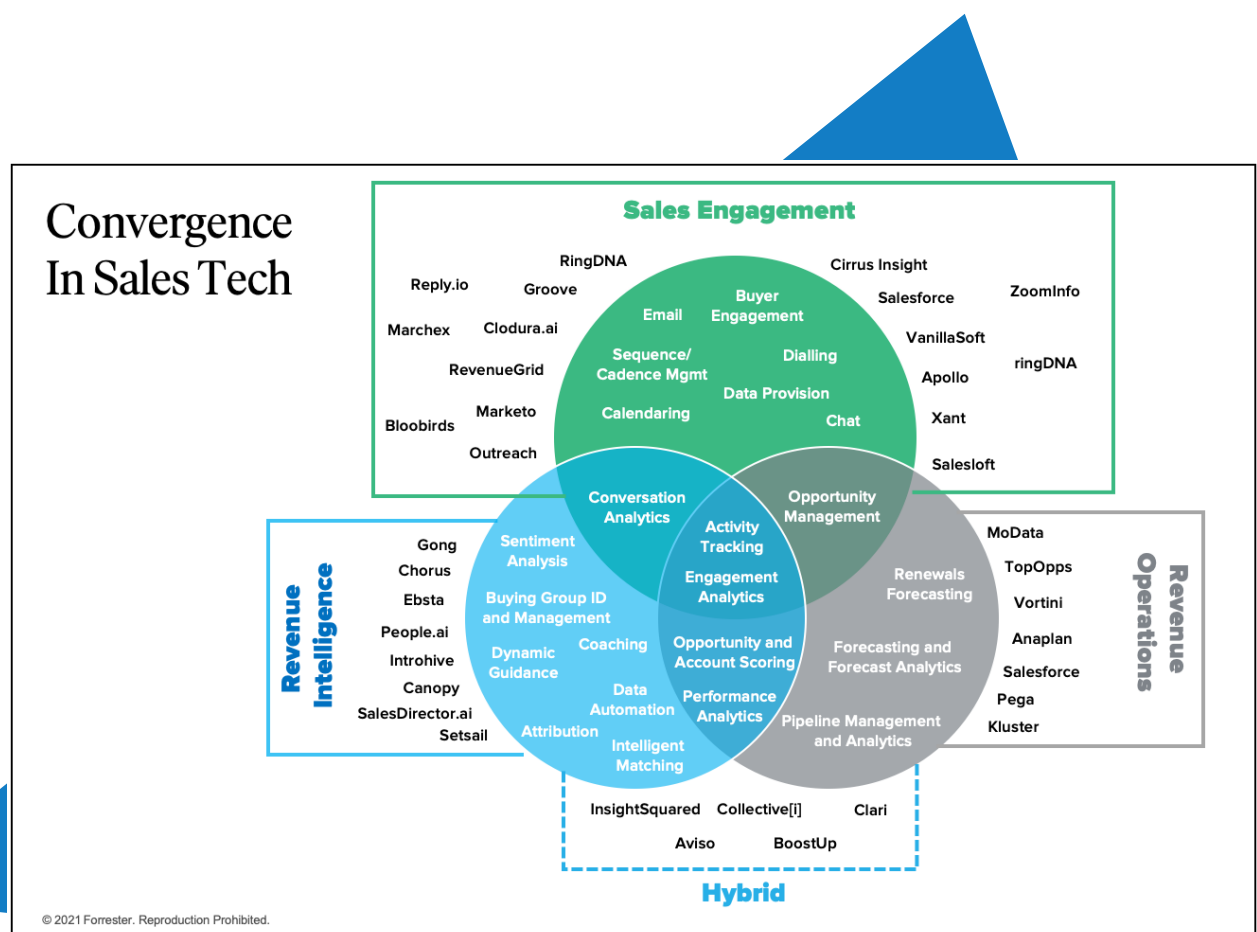 Convergence
In Sales Tech
Sales Engagement
RingDNA
Reply.io
Groove
Marchex
Clodura.ai
RevenueGrid
Marketo
Bloobirds
Outreach
Cirrus Insight
Salesforce
ZoomInfo
VanillaSoft
ringDNA
Apollo
Xant
Salesloft
Email
Buyer
Engagement
Sequence/
Cadence Mgmt
Dialling
Data Provision
Calendaring
Chat
Conversation
Analytics
Activity
Tracking
Engagement
Analytics
Opportunity
Management
Revenue
Intelligence
Gong
Chorus
Ebsta
People.ai
Introhive
Canopy
SalesDirector.ai
Setsail
Sentiment
Analysis
Buying Group ID
and Management
Dynamic
Guidance
Coaching
Data
Automation
Attribution
Intelligent
Matching
Opportunity and
Account Scoring
Performance
Analytics
Renewals
Forecasting
Forecasting and
Forecast Analytics
Pipeline Management
and Analytics
MoData
TopOpps
Vortini
Anaplan
Salesforce
Pega
Kluster
Revenue
Operations
InsightSquared
Collective[i]
Clari
Aviso
BoostUp
Hybrid
© 2021 Forrester. Reproduction Prohibited.